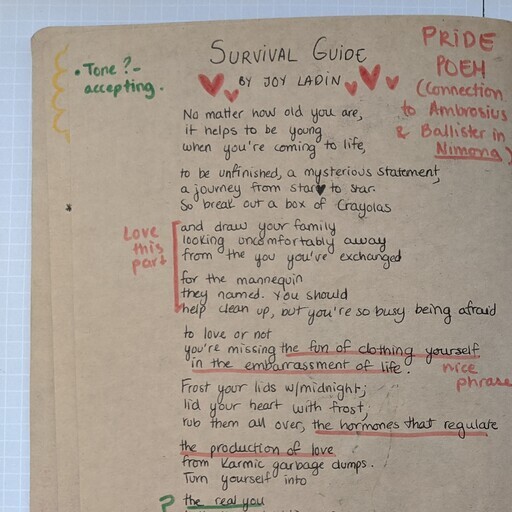 SURVIVAL GUIDE
BY JOY LADIN
• Tone? -
accepting.
PRIDE
POEM
(Connection
to Ambrosius
& Ballister in
Nimona)
No matter how old you are,
it helps to be young
when you're coming to life,
to be unfinished, a mysterious statement,
a journey from star to star.
So break out a box of Crayolas
and draw your family
looking uncomfortably away
from the you you've exchanged
for the mannequin
they named. You should
help clean up, but you're so busy being afraid
Love
this
part
to love or not
you're missing the fun of clothing yourself
in the embarrassment of life.
nice
phrase
Frost your lids w/midnight;
lid your heart with frost;
rub them all over, the hormones that regulate
the production of love
from Karmic garbage dumps.
Turn yourself into
? the real you